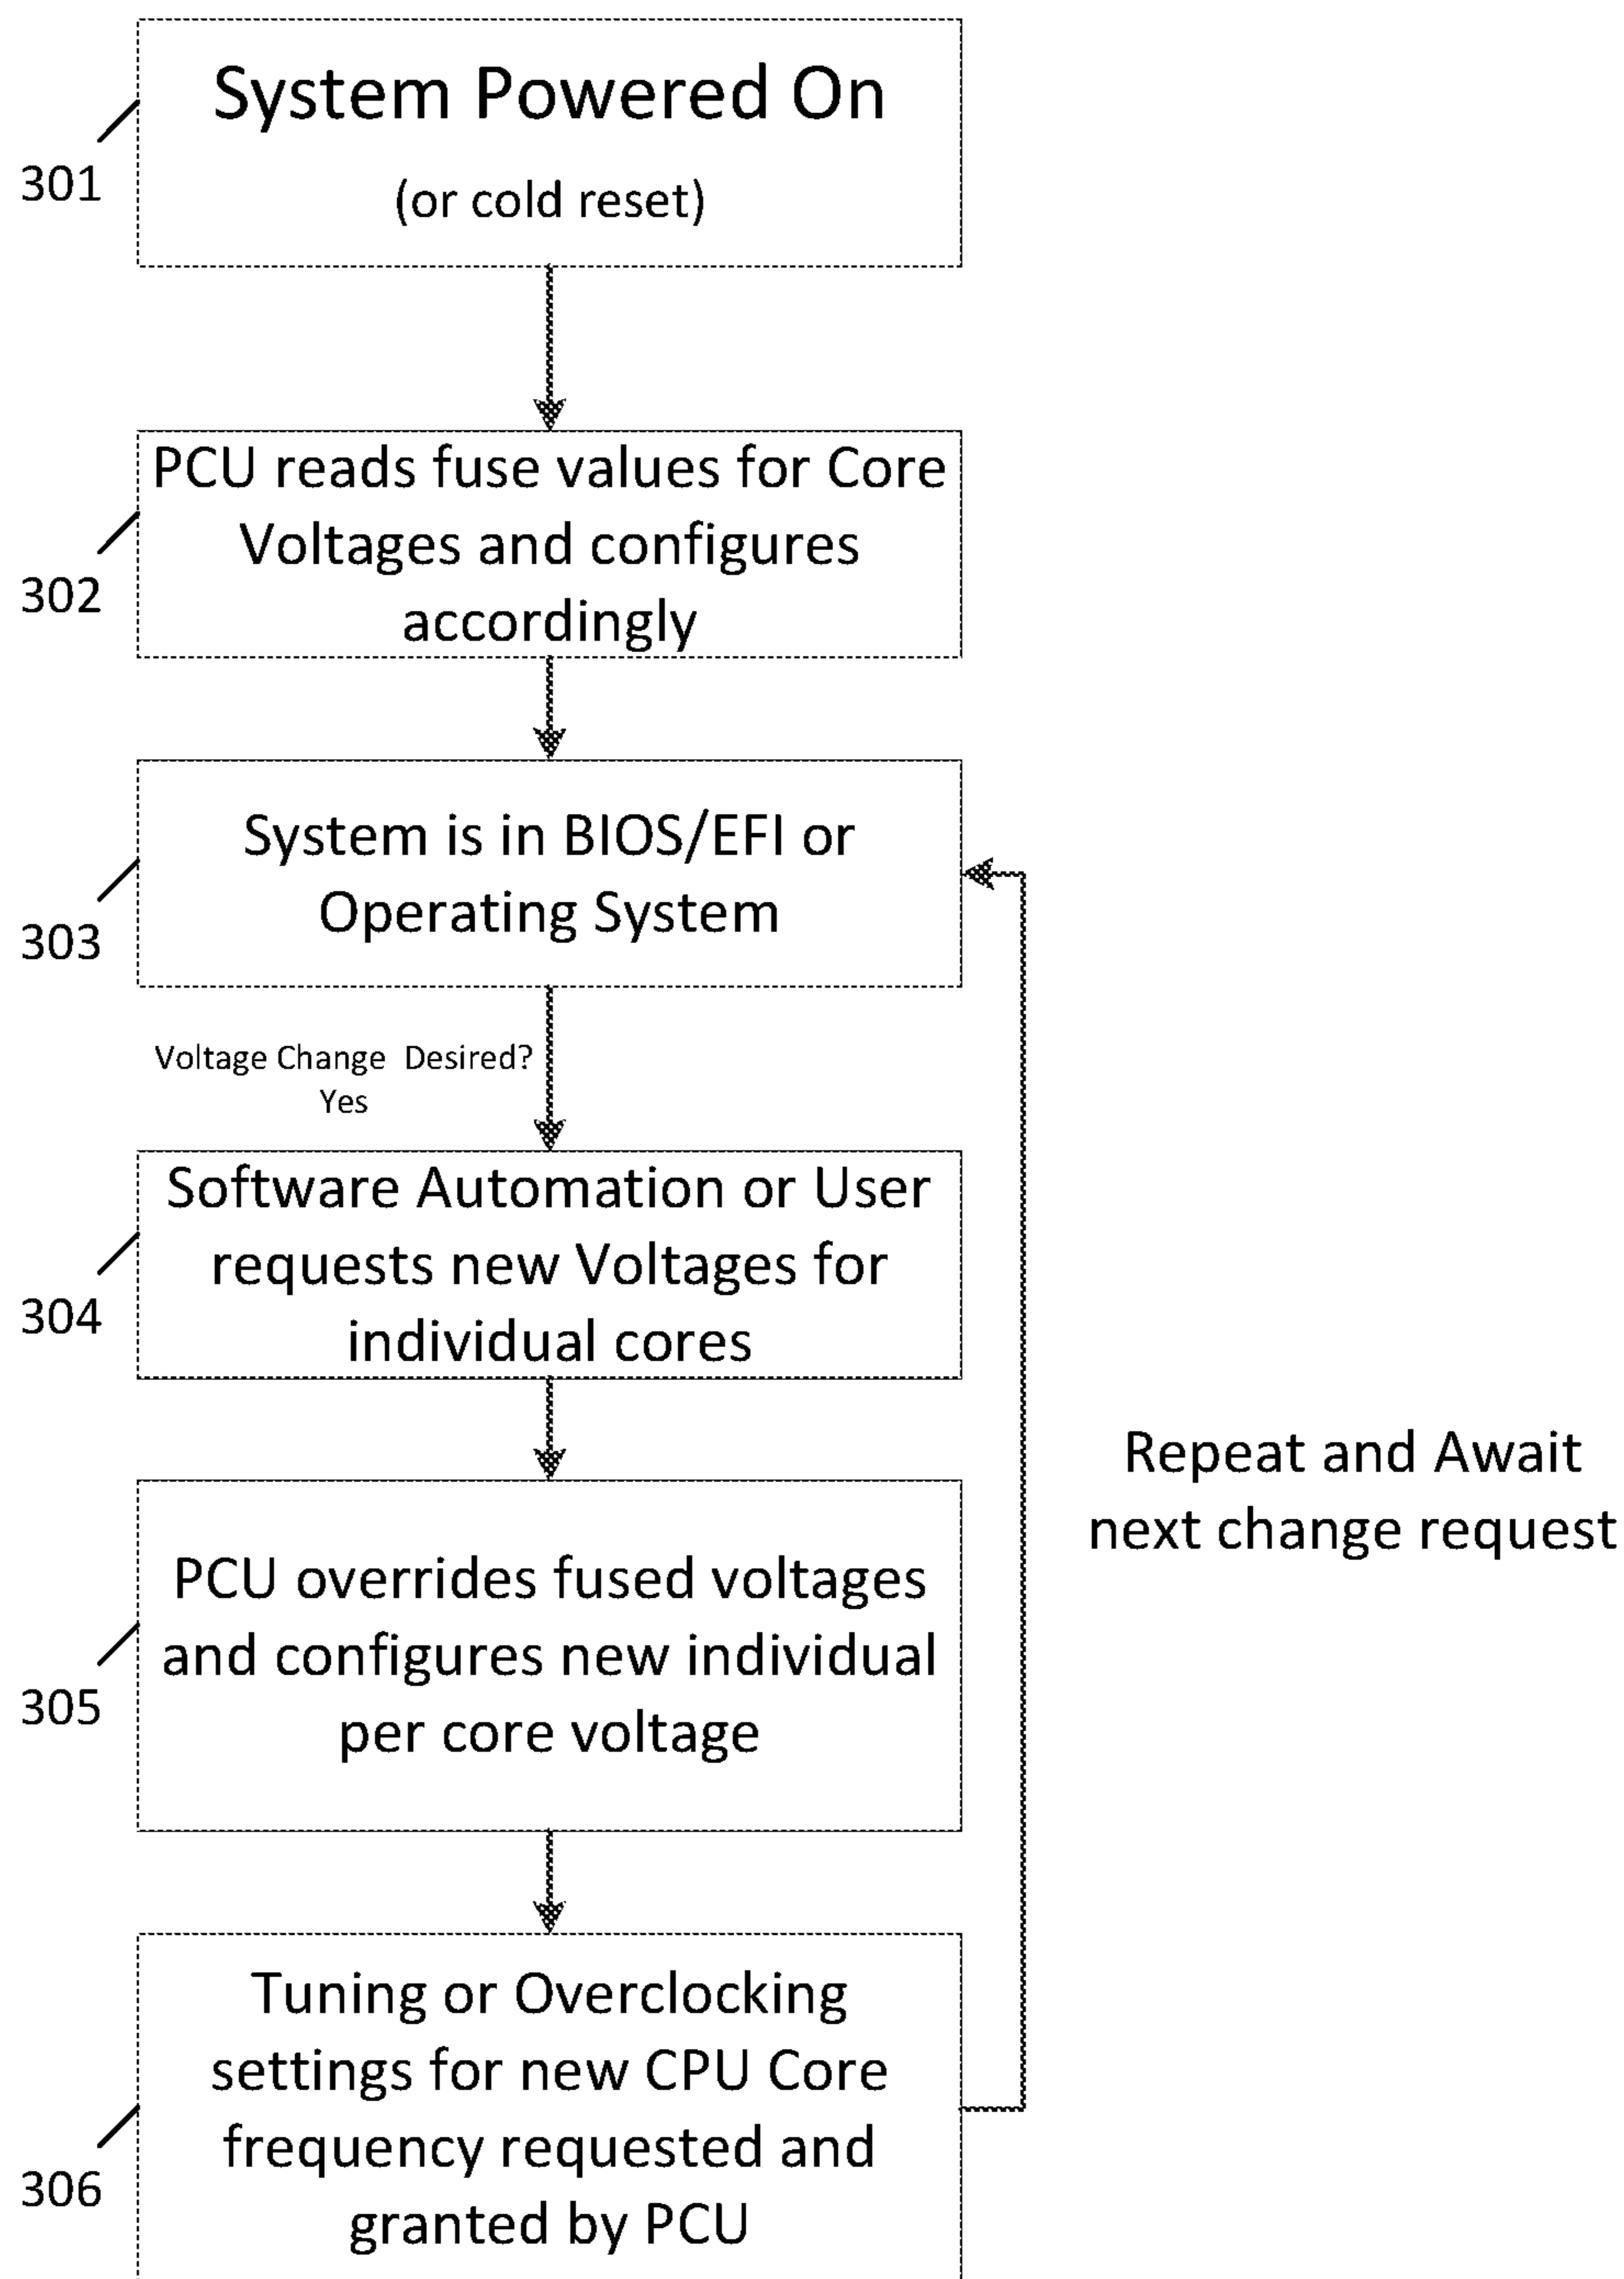 System Powered On
(or cold reset)
301
PCU reads fuse values for Core
Voltages and configures
accordingly
302
System is in BIOS/EFI or
Operating System
303
Voltage Change Desired?
Yes
Software Automation or User
requests new Voltages for
individual cores
304
Repeat and Await
next change request
PCU overrides fused voltages
and configures new individual
per core voltage
305
Tuning or Overclocking
settings for new CPU Core
frequency requested and
granted by PCU
306